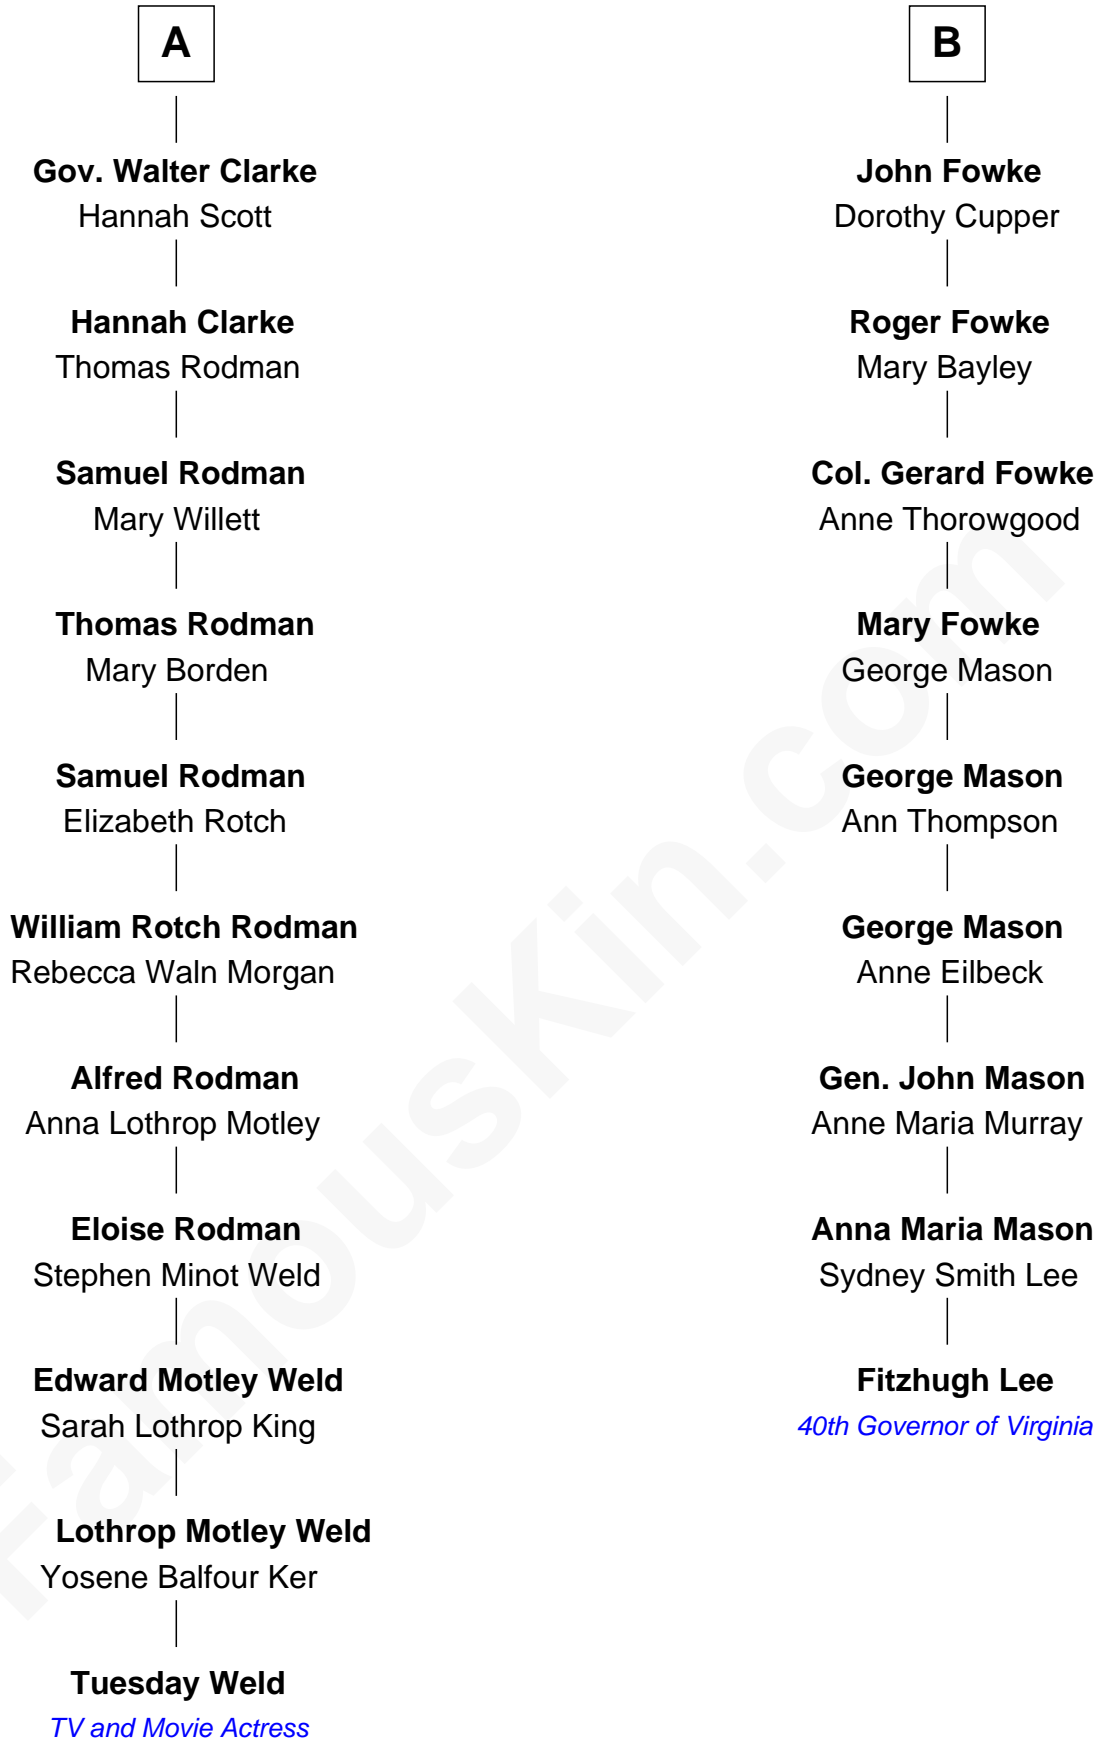 A
Gov. Walter Clarke
Hannah Scott
Hannah Clarke
Thomas Rodman
Samuel Rodman
Mary Willett
Thomas Rodman
Mary Borden
Samuel Rodman
Elizabeth Rotch
William Rotch Rodman
Rebecca Waln Morgan
Alfred Rodman
Anna Lothrop Motley
Eloise Rodman
Stephen Minot Weld
Edward Motley Weld
Sarah Lothrop King
Lothrop Motley Weld
Yosene Balfour Ker
Tuesday Weld
TV and Movie Actress
B
John Fowke
Dorothy Cupper
Roger Fowke
Mary Bayley
Col. Gerard Fowke
Anne Thorowgood
Mary Fowke
George Mason
George Mason
Ann Thompson
George Mason
Anne Eilbeck
Gen. John Mason
Anne Maria Murray
Anna Maria Mason
Sydney Smith Lee
Fitzhugh Lee
40th Governor of Virginia
FamousKin.com